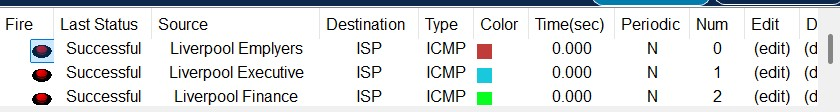 Fire Last Status Source Destination Type Color Time(sec) Periodic Num Edit D
Successful Liverpool Emplyers ISP ICMP 0.000 N 0 (edit) (d
Successful Liverpool Executive ISP ICMP 0.000 N 1 (edit) (d
Successful Liverpool Finance ISP ICMP 0.000 N 2 (edit) (d